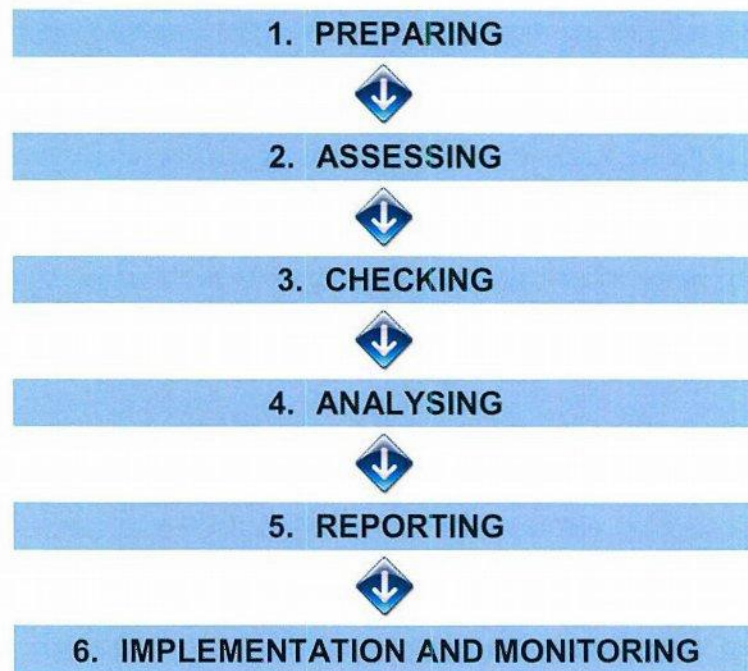 1. PREPARING
2. ASSESSING
3. CHECKING
4. ANALYSING
5. REPORTING
6. IMPLEMENTATION AND MONITORING